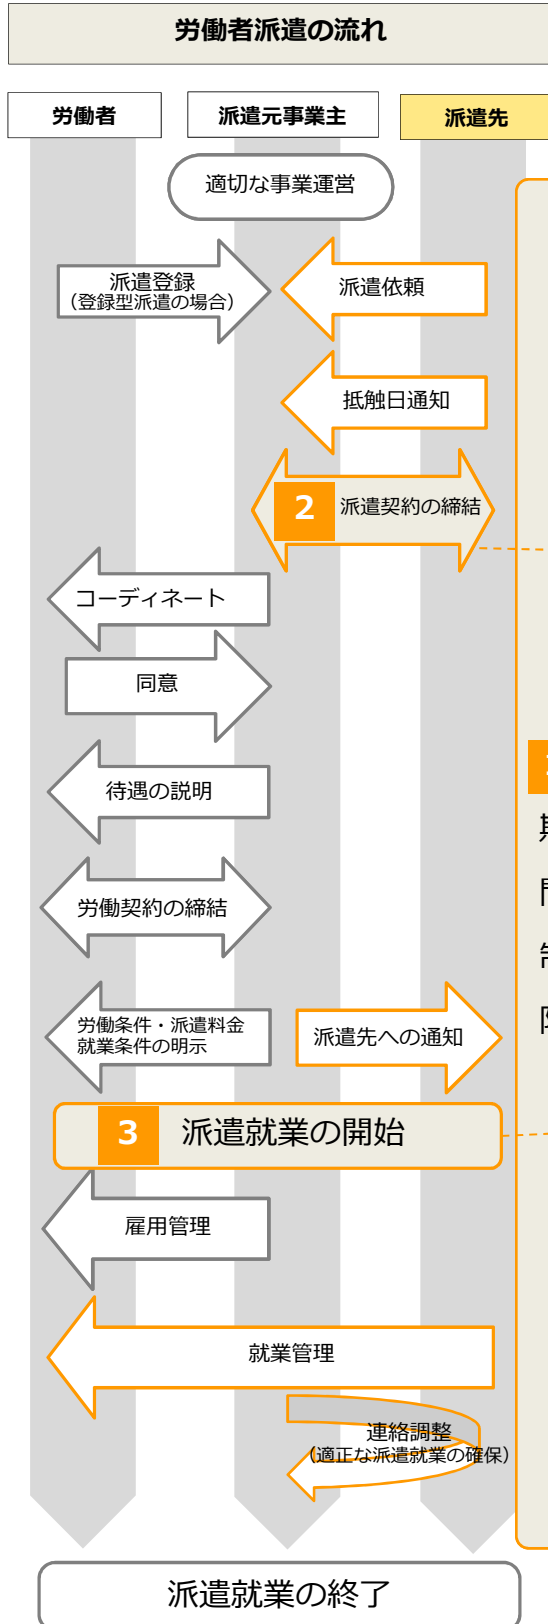 労働者派遣の流れ
労働者
派遣元事業主
派遣先
適切な事業運営
派遣登録
（登録型派遣の場合）
派遣依頼
抵触日通知
2 派遣契約の締結
コーディネート
同意
待遇の説明
労働契約の締結
労働条件・派遣料金
就業条件の明示
派遣先への通知
3 派遣就業の開始
雇用管理
就業管理
連絡調整
（適正な派遣就業の確保）
派遣就業の終了